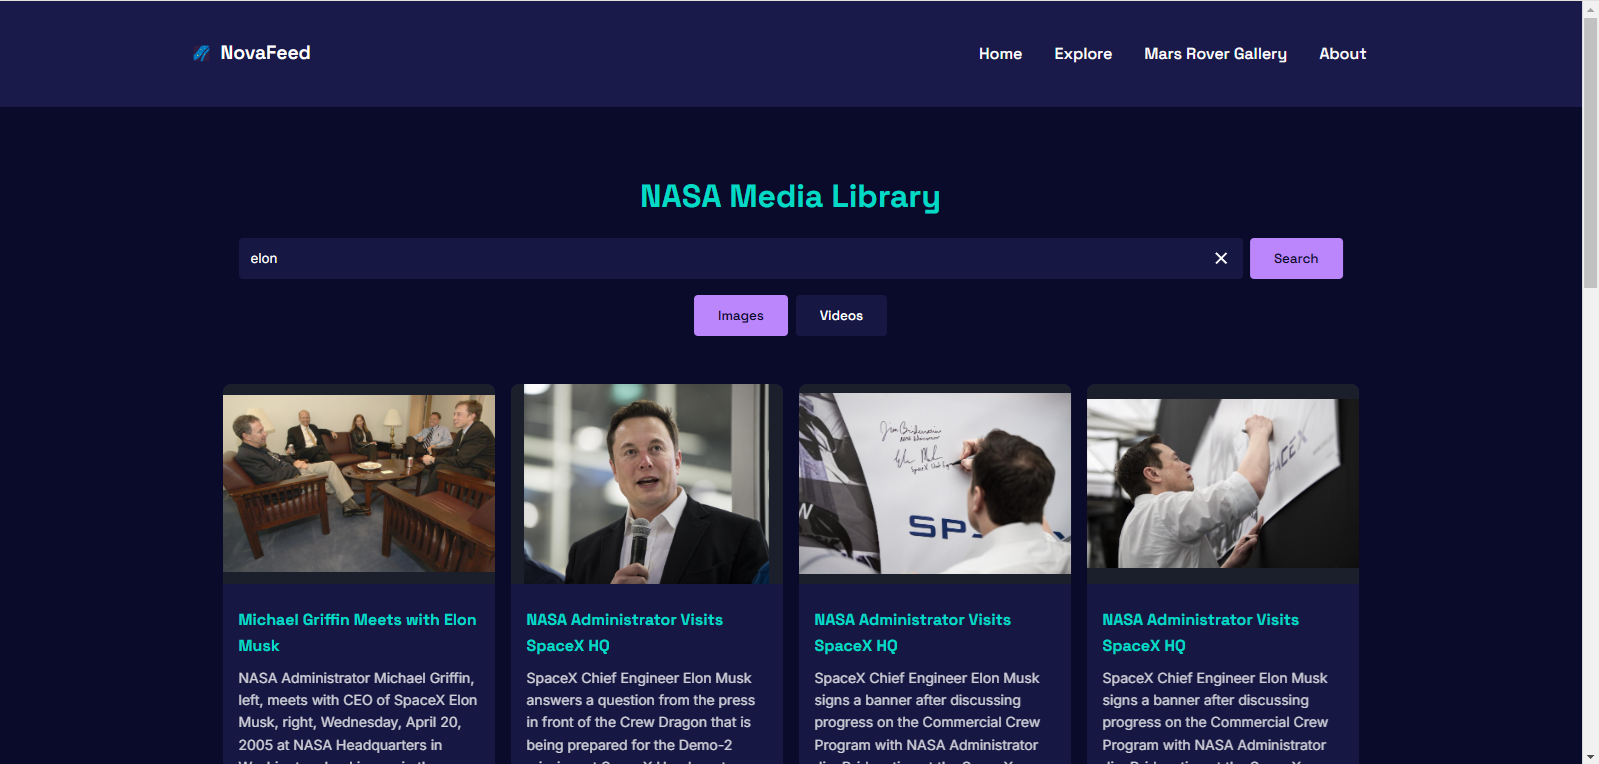 NovaFeed
Home Explore Mars Rover Gallery About
NASA Media Library
elon
Search
Images Videos
SPACEX
Michael Griffin Meets with Elon
Musk
NASA Administrator Michael Griffin,
left, meets with CEO of SpaceX Elon
Musk, right, Wednesday, April 20,
2005 at NASA Headquarters in
NASA Administrator Visits
SpaceX HQ
SpaceX Chief Engineer Elon Musk
answers a question from the press
in front of the Crew Dragon that is
being prepared for the Demo-2
NASA Administrator Visits
SpaceX HQ
SpaceX Chief Engineer Elon Musk
signs a banner after discussing
progress on the Commercial Crew
Program with NASA Administrator
NASA Administrator Visits
SpaceX HQ
SpaceX Chief Engineer Elon Musk
signs a banner after discussing
progress on the Commercial Crew
Program with NASA Administrator